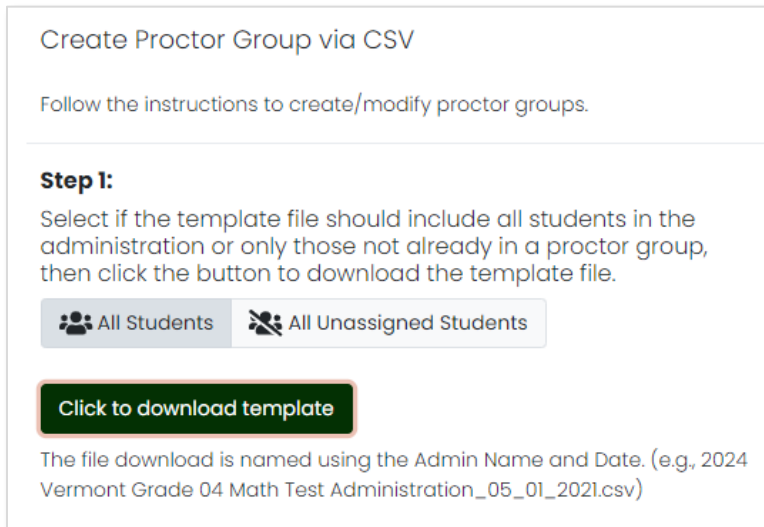 Create Proctor Group via CSV
Follow the instructions to create/modify proctor groups.
Step 1:
Select if the template file should include all students in the
administration or only those not already in a proctor group,
then click the button to download the template file.
All Students All Unassigned Students
Click to download template
The file download is named using the Admin Name and Date. (e.g., 2024
Vermont Grade 04 Math Test Administration_05_01_2021.csv)